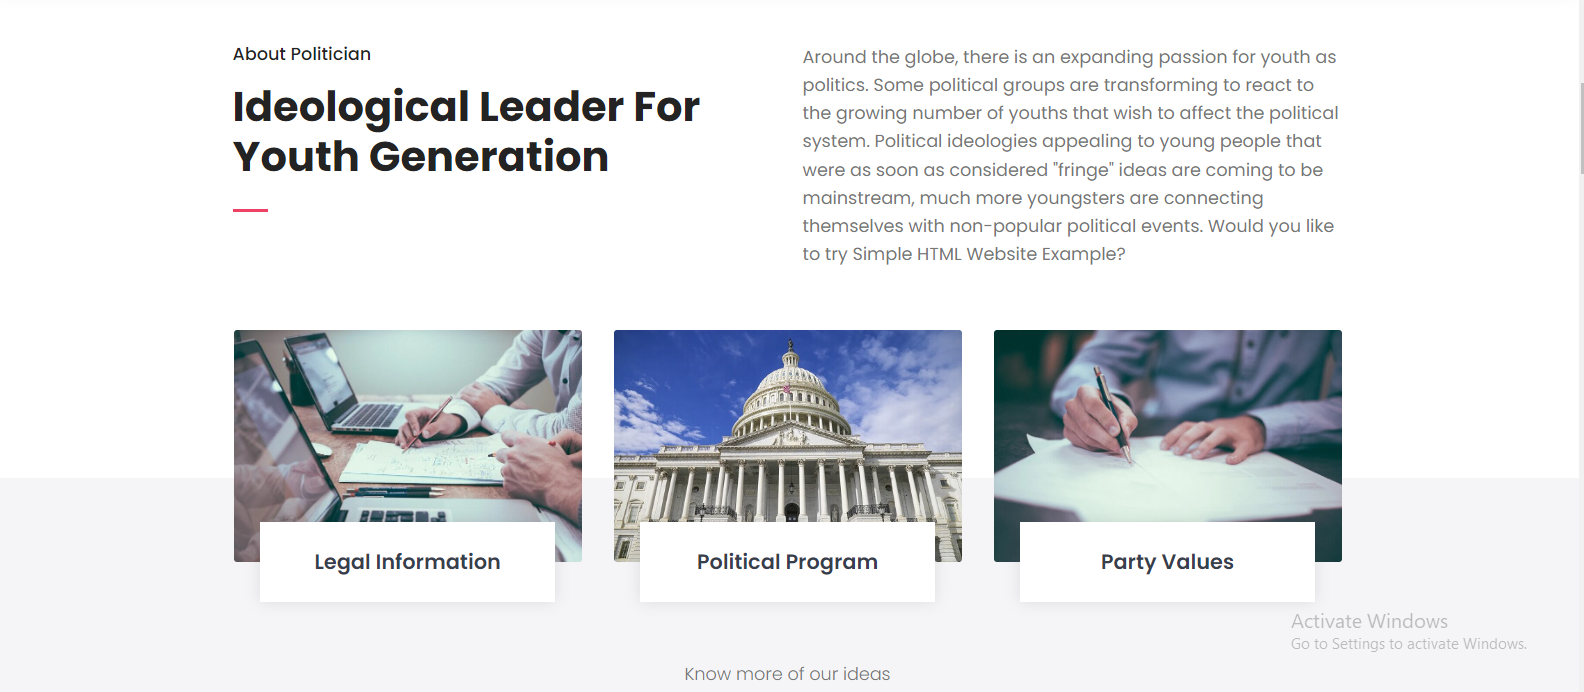 About Politician
Ideological Leader For
Youth Generation
Around the globe, there is an expanding passion for youth as
politics. Some political groups are transforming to react to
the growing number of youths that wish to affect the political
system. Political ideologies appealing to young people that
were as soon as considered "fringe" ideas are coming to be
mainstream, much more youngsters are connecting
themselves with non-popular political events. Would you like
to try Simple HTML Website Example?
Legal Information
Political Program
Party Values
Activate Windows
Go to Settings to activate Windows.
Know more of our ideas